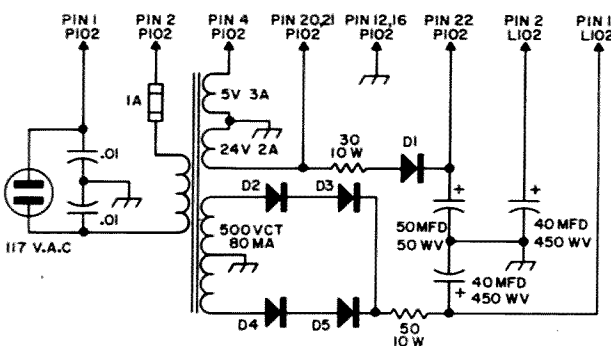 PIN 1
P102
PIN 2
P102
PIN 4
P102
PIN 20,21
P102
PIN 12,16
P102
PIN 22
P102
PIN 2
L102
PIN 1
L102
1A
5V 3A
24V 2A
30
10 W
D1
.01
.01
117 V.A.C
D2
D3
500VCT
80 MA
D4
D5
50
10 W
50 MFD
50 WV
40 MFD
450 WV
40 MFD
450 WV
+
+
+